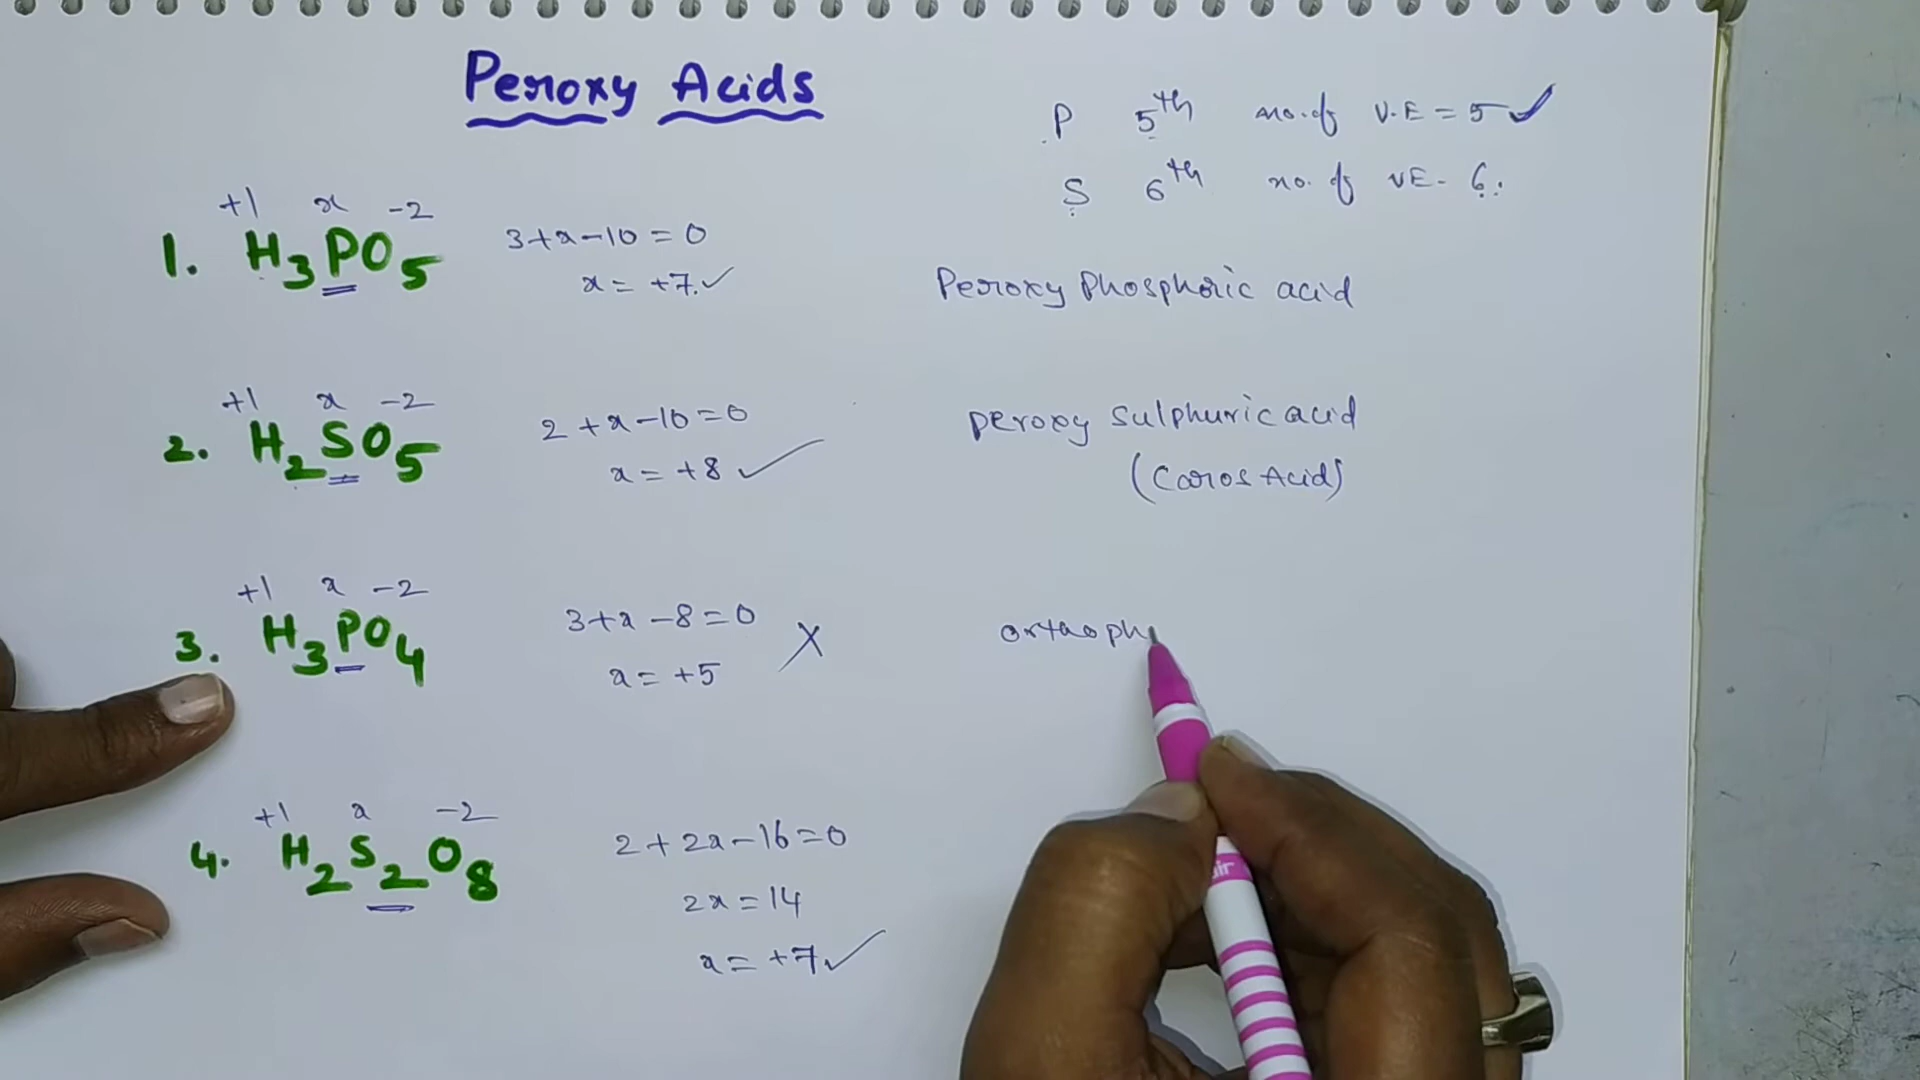 Peroxy Acids
P 5th no. of V.E = 5 ✓
S 6th no. of VE - 6.
+1 x -2
1. H3PO5
3+x-10=0
x = +7. ✓
Peroxy Phosphoric acid
+1 x -2
2. H2SO5
2+x-10=0
x = +8 ✓
peroxy sulphuric acid
(Caros Acid)
+1 x -2
3. H3PO4
3+x-8=0
x = +5 X
orthoph
+1 x -2
4. H2S2O8
2+2x-16=0
2x=14
x = +7 ✓
air